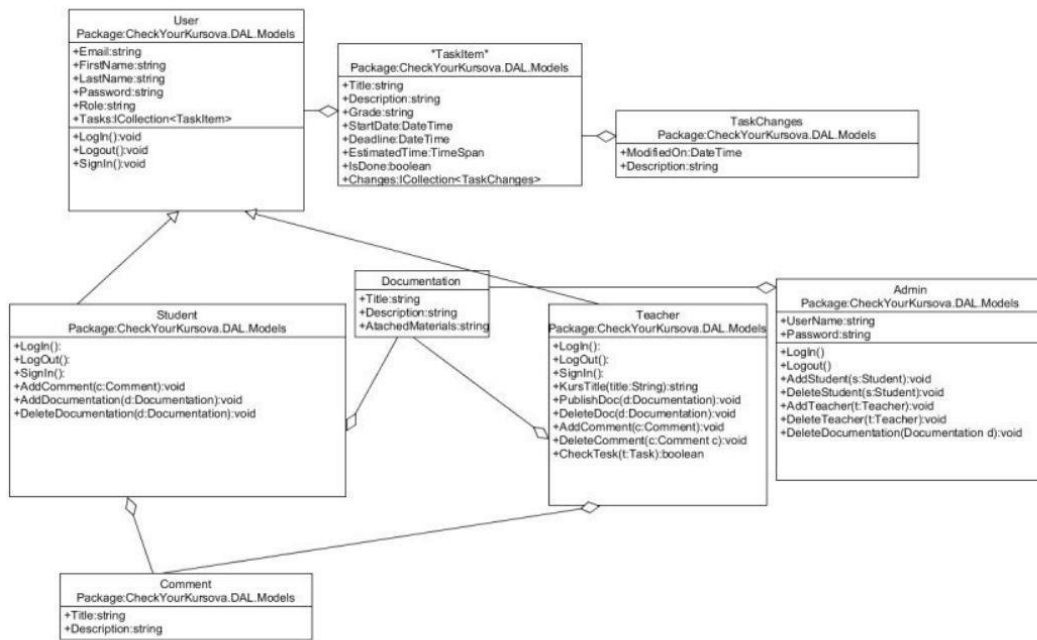 User
Package:CheckYourKursova.DAL.Models
+Email:string
+FirstName:string
+LastName:string
+Password:string
+Role:string
+Tasks:ICollection<TaskItem>
+LogIn():void
+Logout():void
+SignIn():void
"TaskItem"
Package:CheckYourKursova.DAL.Models
+Title:string
+Description:string
+Grade:string
+StartDate:DateTime
+Deadline:DateTime
+EstimatedTime:TimeSpan
+IsDone:boolean
+Changes:ICollection<TaskChanges>
TaskChanges
Package:CheckYourKursova.DAL.Models
+ModifiedOn:DateTime
+Description:string
Student
Package:CheckYourKursova.DAL.Models
+LogIn():
+LogOut():
+SignIn():
+AddComment(c:Comment):void
+AddDocumentation(d:Documentation):void
+DeleteDocumentation(d:Documentation):void
Documentation
+Title:string
+Description:string
+AtachedMaterials:string
Teacher
Package:CheckYourKursova.DAL.Models
+LogIn():
+LogOut():
+SignIn():
+KursTitle(title:String):string
+PublishDoc(d:Documentation):void
+DeleteDoc(d:Documentation):void
+AddComment(c:Comment):void
+DeleteComment(c:Comment c):void
+CheckTesk(t:Task):boolean
Admin
Package:CheckYourKursova.DAL.Models
+UserName:string
+Password:string
+LogIn()
+Logout()
+AddStudent(s:Student):void
+DeleteStudent(s:Student):void
+AddTeacher(t:Teacher):void
+DeleteTeacher(t:Teacher):void
+DeleteDocumentation(Documentation d):void
Comment
Package:CheckYourKursova.DAL.Models
+Title:string
+Description:string